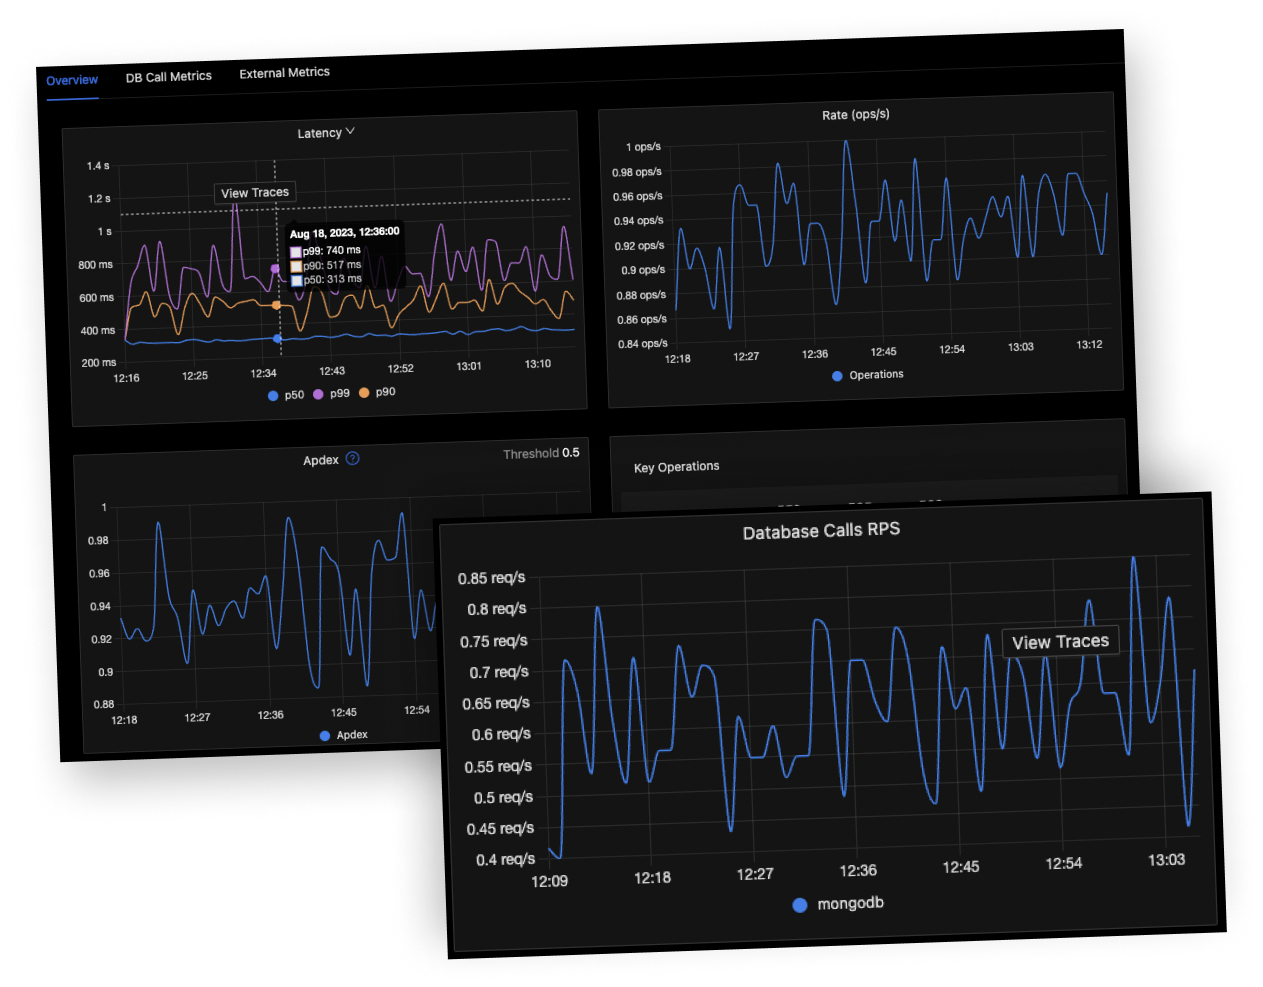 Overview DB Call Metrics External Metrics
Latency
1.4 s
1.2 s
1 s
800 ms
600 ms
400 ms
200 ms
View Traces
Aug 18, 2023, 12:36:00
p99: 740 ms
p90: 517 ms
p50: 313 ms
12:16 12:25 12:34 12:43 12:52 13:01 13:10
p50 p99 p90
Rate (ops/s)
1 ops/s
0.98 ops/s
0.96 ops/s
0.94 ops/s
0.92 ops/s
0.9 ops/s
0.88 ops/s
0.86 ops/s
0.84 ops/s
12:18 12:27 12:36 12:45 12:54 13:03 13:12
Operations
Apdex ? Threshold 0.5
1
0.98
0.96
0.94
0.92
0.9
0.88
12:18 12:27 12:36 12:45 12:54
Apdex
Key Operations
Database Calls RPS
0.85 req/s
0.8 req/s
0.75 req/s
0.7 req/s
0.65 req/s
0.6 req/s
0.55 req/s
0.5 req/s
0.45 req/s
0.4 req/s
View Traces
12:09 12:18 12:27 12:36 12:45 12:54 13:03
mongodb